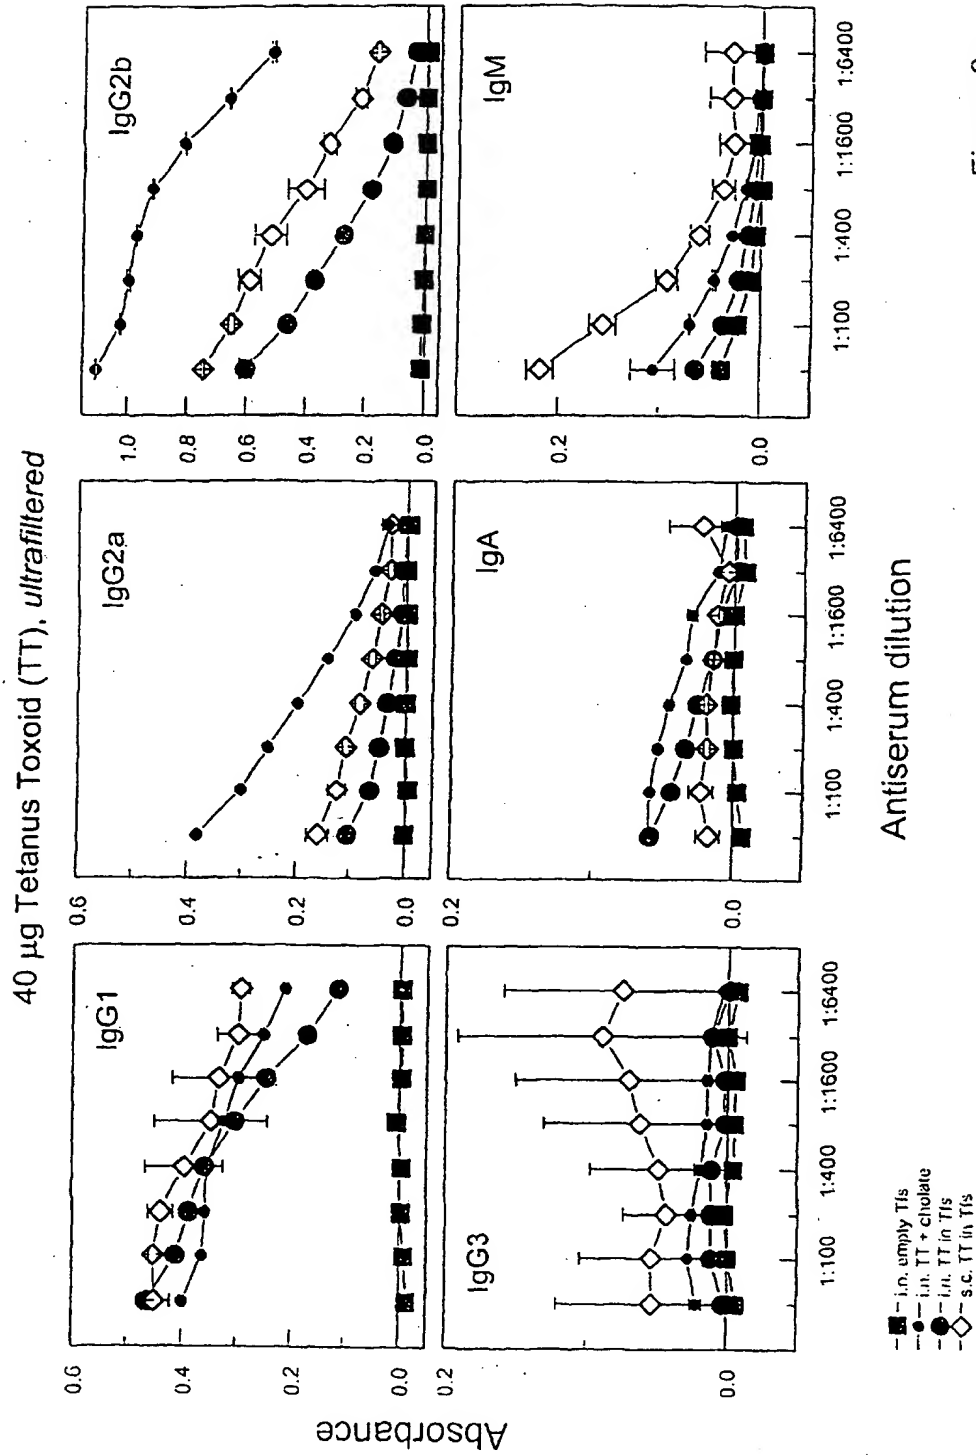 40 µg Tetanus Toxoid (TT), ultrafiltered
Absorbance
IgG1
0.6
0.4
0.2
0.0
IgG2a
0.6
0.4
0.2
0.0
IgG2b
1.0
0.8
0.6
0.4
0.2
0.0
IgG3
0.2
0.0
1:100
1:400
1:1600
1:6400
IgA
0.2
0.0
1:100
1:400
1:1600
1:6400
IgM
0.2
0.0
1:100
1:400
1:1600
1:6400
Antiserum dilution
i.n. empty Tfs
i.n. TT + cholate
i.n. TT in Tfs
s.c. TT in Tfs